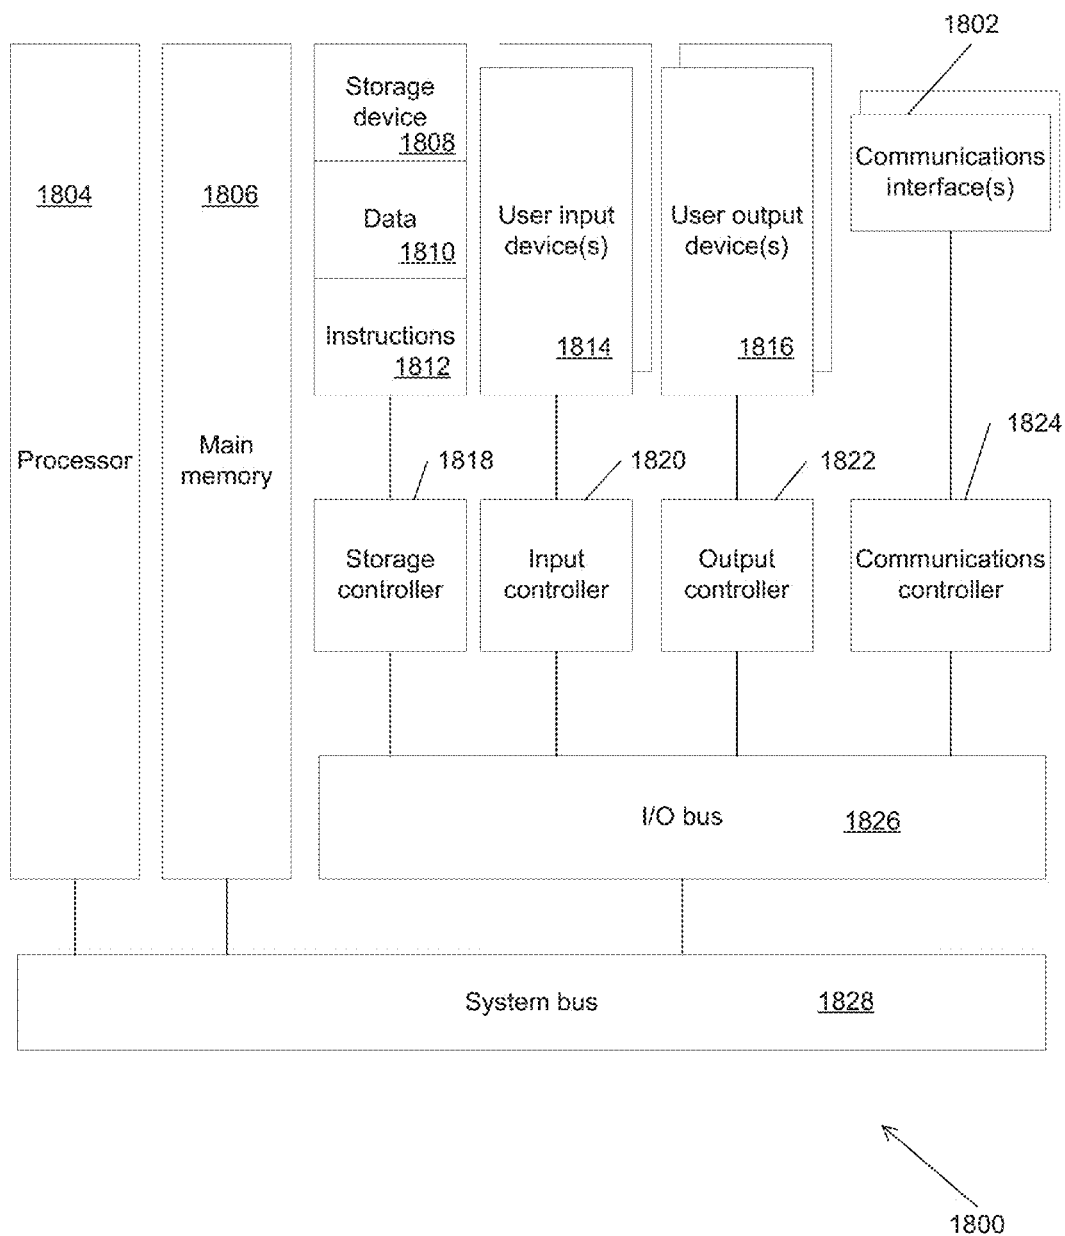 1802
Storage
device
1808
1804
1806
Communications
interface(s)
Data
1810
User input
device(s)
User output
device(s)
Instructions
1812
1814
1816
Processor
Main
memory
1818
1820
1822
1824
Storage
controller
Input
controller
Output
controller
Communications
controller
I/O bus
1826
System bus
1828
1800